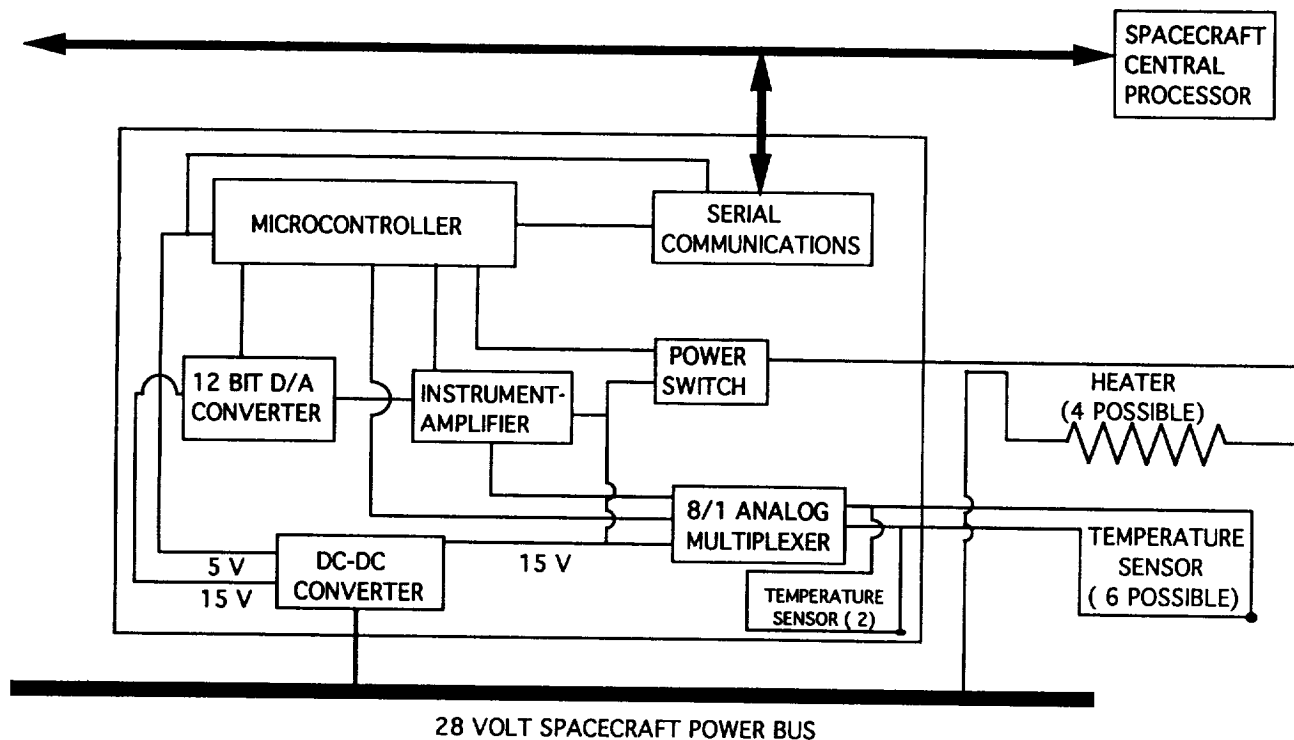 SPACECRAFT
CENTRAL
PROCESSOR
MICROCONTROLLER
SERIAL
COMMUNICATIONS
12 BIT D/A
CONVERTER
INSTRUMENT-
AMPLIFIER
POWER
SWITCH
HEATER
(4 POSSIBLE)
8/1 ANALOG
MULTIPLEXER
5 V
15 V
DC-DC
CONVERTER
15 V
TEMPERATURE
SENSOR ( 2)
TEMPERATURE
SENSOR
( 6 POSSIBLE)
28 VOLT SPACECRAFT POWER BUS